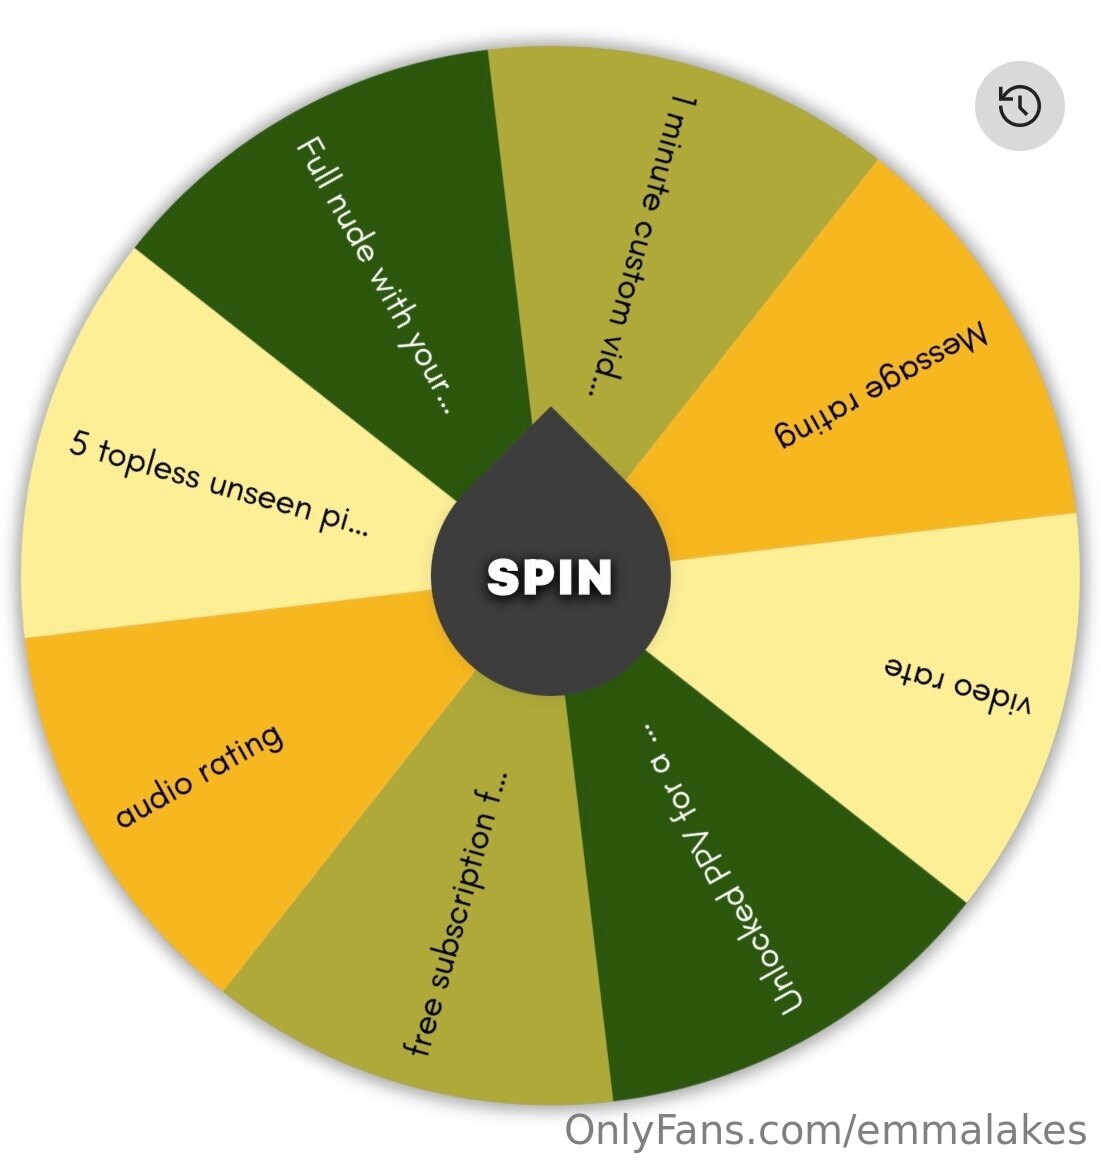 1 minute custom vid...
Message rating
video rate
Unlocked PPV for a ...
free subscription f...
audio rating
5 topless unseen pi...
Full nude with your...
SPIN
OnlyFans.com/emmalakes